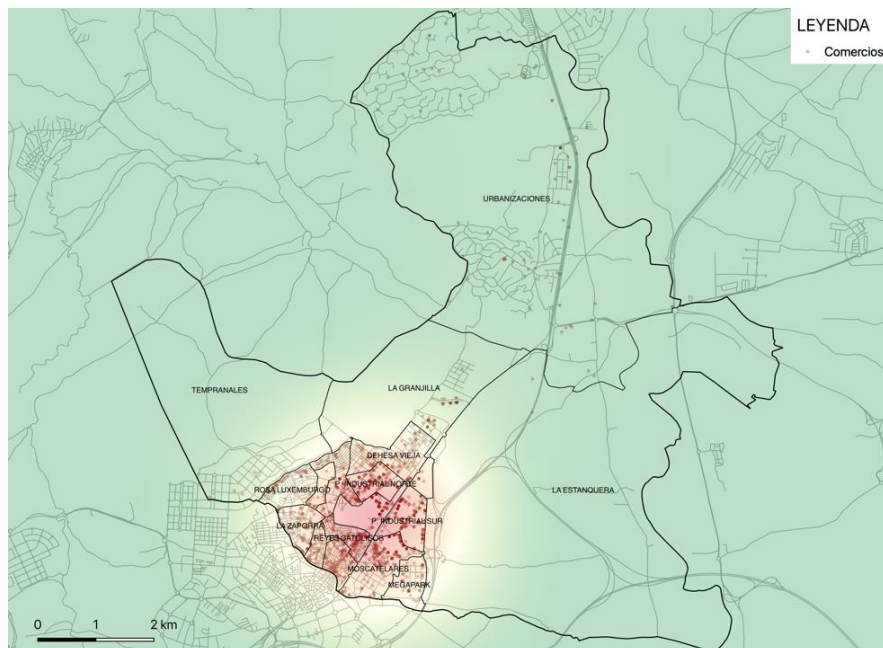 LEYENDA
Comercios
URBANIZACIONES
TEMPRANALES
LA GRANJILLA
DEHESA VIEJA
P. INDUSTRIAL NORTE
ROSA LUXEMBURGO
LA ESTANQUERA
P. INDUSTRIAL SUR
LA ZAPORRA
REYES CATOLISOS
MOSCATELARES
MEGAPARK
0 1 2 km